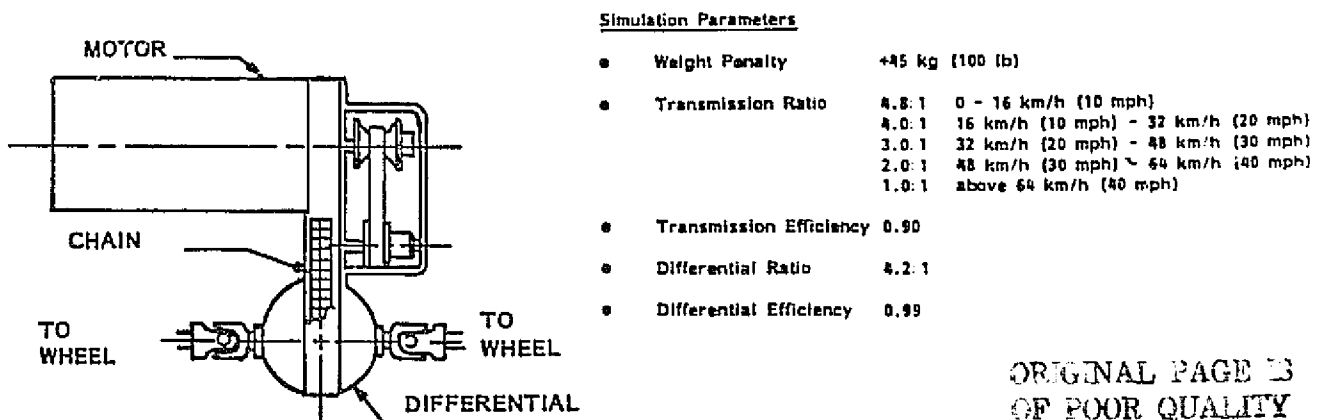 MOTOR
CHAIN
TO
WHEEL
TO
WHEEL
DIFFERENTIAL
Simulation Parameters
• Weight Penalty +45 kg (100 lb)
• Transmission Ratio 4.8:1 0 - 16 km/h (10 mph)
4.0:1 16 km/h (10 mph) - 32 km/h (20 mph)
3.0:1 32 km/h (20 mph) - 48 km/h (30 mph)
2.0:1 48 km/h (30 mph) - 64 km/h (40 mph)
1.0:1 above 64 km/h (40 mph)
• Transmission Efficiency 0.90
• Differential Ratio 4.2:1
• Differential Efficiency 0.99
ORIGINAL PAGE IS
OF POOR QUALITY